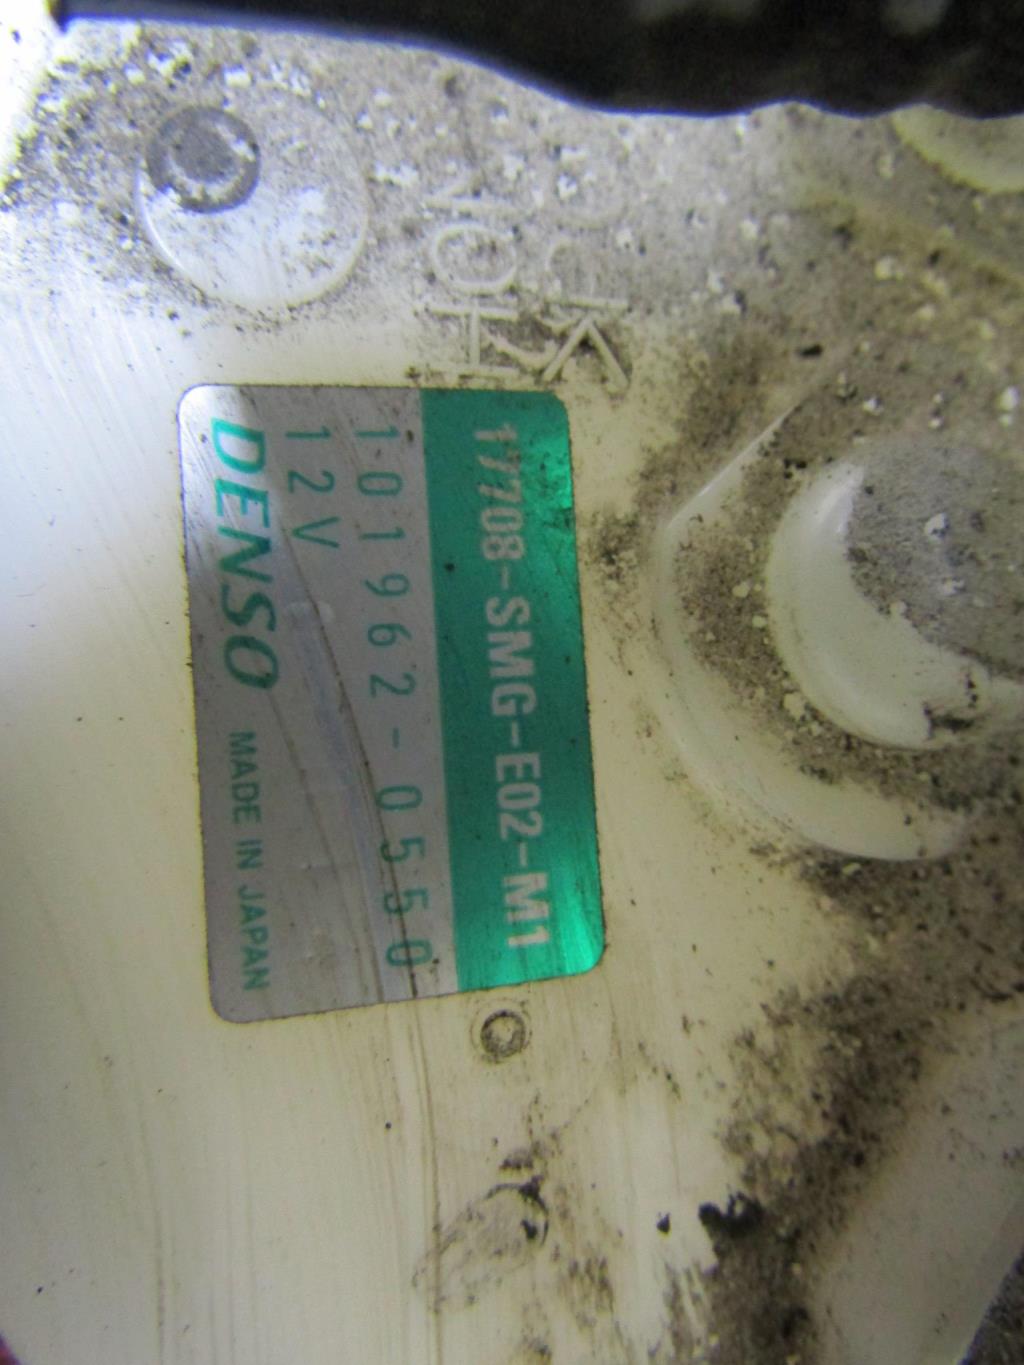 17708-SMG-E02-M1
101962-0550
12V
DENSO MADE IN JAPAN